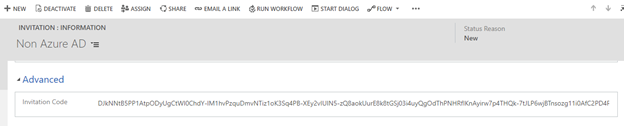 NEW DEACTIVATE DELETE ASSIGN SHARE EMAIL A LINK RUN WORKFLOW START DIALOG FLOW
INVITATION : INFORMATION
Non Azure AD
Status Reason
New
Advanced
Invitation Code